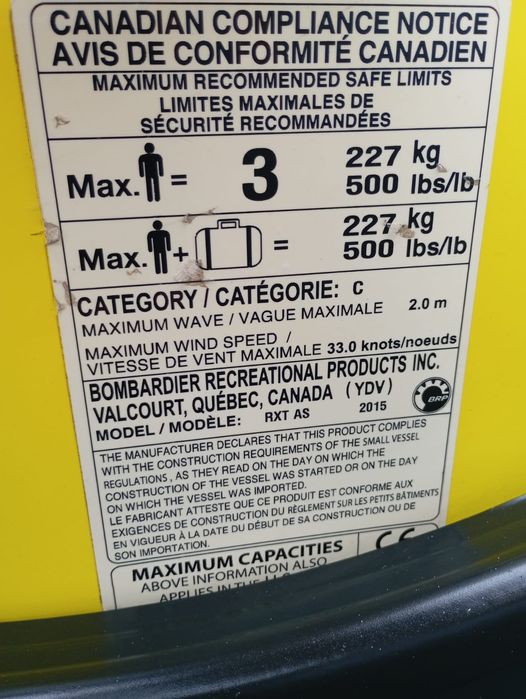 CANADIAN COMPLIANCE NOTICE
AVIS DE CONFORMITÉ CANADIEN
MAXIMUM RECOMMENDED SAFE LIMITS
LIMITES MAXIMALES DE
SÉCURITÉ RECOMMANDÉES
Max. = 3 227 kg
500 lbs/lb
Max. + = 227 kg
500 lbs/lb
CATEGORY / CATÉGORIE: C
MAXIMUM WAVE / VAGUE MAXIMALE 2.0 m
MAXIMUM WIND SPEED /
VITESSE DE VENT MAXIMALE 33.0 knots/noeuds
BOMBARDIER RECREATIONAL PRODUCTS INC.
VALCOURT, QUÉBEC, CANADA (YDV)
MODEL / MODÈLE: RXT AS 2015
BRP
THE MANUFACTURER DECLARES THAT THIS PRODUCT COMPLIES
WITH THE CONSTRUCTION REQUIREMENTS OF THE SMALL VESSEL
REGULATIONS, AS THEY READ ON THE DAY ON WHICH THE
CONSTRUCTION OF THE VESSEL WAS STARTED OR ON THE DAY
ON WHICH THE VESSEL WAS IMPORTED.
LE FABRICANT ATTESTE QUE CE PRODUIT EST CONFORME AUX
EXIGENCES DE CONSTRUCTION DU RÈGLEMENT SUR LES PETITS BÂTIMENTS
EN VIGUEUR À LA DATE DU DÉBUT DE SA CONSTRUCTION OU DE
SON IMPORTATION.
MAXIMUM CAPACITIES
ABOVE INFORMATION ALSO
APPLIES IN THE
CE